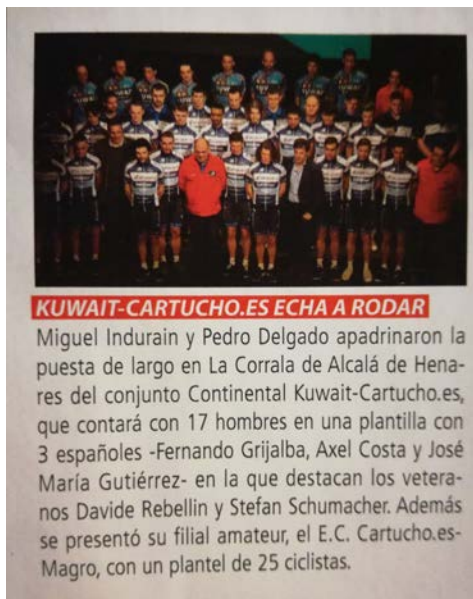 KUWAIT-CARTUCHO.ES ECHA A RODAR
Miguel Indurain y Pedro Delgado apadrinaron la
puesta de largo en La Corrala de Alcalá de Hena-
res del conjunto Continental Kuwait-Cartucho.es,
que contará con 17 hombres en una plantilla con
3 españoles -Fernando Grijalba, Axel Costa y José
María Gutiérrez- en la que destacan los vetera-
nos Davide Rebellin y Stefan Schumacher. Además
se presentó su filial amateur, el E.C. Cartucho.es-
Magro, con un plantel de 25 ciclistas.